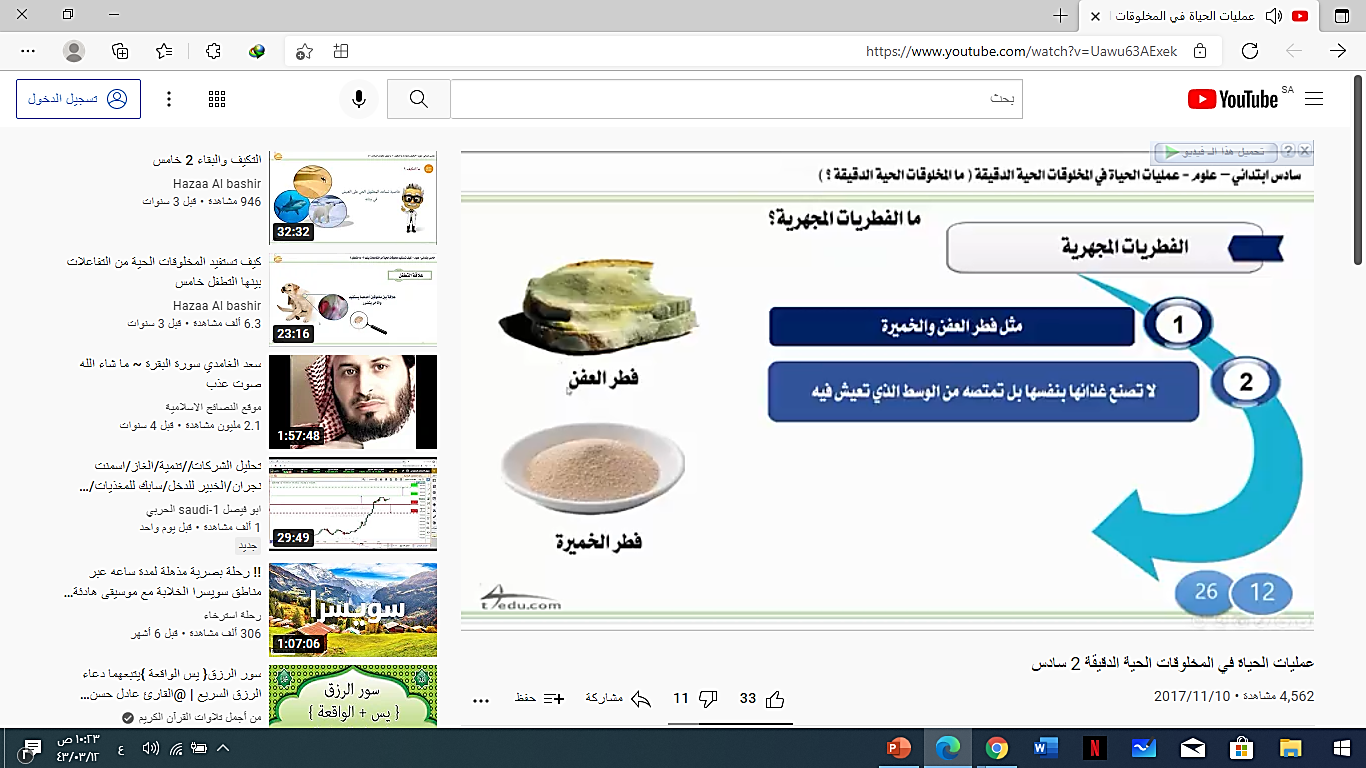 عمليات الحياة في المخلوقات
https://www.youtube.com/watch?v=Uawu63AExek
YouTube SA
بحث
تسجيل الدخول
تحميل هذا الـ فيديو
سادس ابتدائي – علوم - عمليات الحياة في المخلوقات الحية الدقيقة ( ما المخلوقات الحية الدقيقة ؟ )
ما الفطريات المجهرية؟
الفطريات المجهرية
1
مثل فطر العفن والخميرة
2
لا تصنع غذائها بنفسها بل تمتصه من الوسط الذي تعيش فيه
فطر العفن
فطر الخميرة
t4edu.com
26 12
عمليات الحياة في المخلوقات الحية الدقيقة 2 سادس
4,562 مشاهدة • 2017/11/10
33
11
مشاركة
حفظ
32:32
التكيف والبقاء 2 خامس
Hazaa Al bashir
946 مشاهدة • قبل 3 سنوات
علاقة التطفل
23:16
كيف تستفيد المخلوقات الحية من التفاعلات
بينها التطفل خامس
Hazaa Al bashir
6.3 ألف مشاهدة • قبل 3 سنوات
1:57:48
سعد الغامدي سورة البقرة ~ ما شاء الله
صوت عذب
موقع النصائح الاسلامية
2.1 مليون مشاهدة • قبل 4 سنوات
29:49
تحليل الشركات//تنمية/الغاز/اسمنت
نجران/الخبير للدخل/سابك للمغذيات/...
ابو فيصل saudi-1 الحربي
1 ألف مشاهدة • قبل يوم واحد
جديد
سويسرا
1:07:06
!! رحلة بصرية مذهلة لمدة ساعه عبر
مناطق سويسرا الخلابة مع موسيقى هادئة...
رحلة استرخاء
306 ألف مشاهدة • قبل 6 أشهر
سور الرزق
{ يس + الواقعة }
سور الرزق{ يس الواقعة }يتبعهما دعاء
الرزق السريع | @القارئ عادل حسن...
من أجمل تلاوات القرآن الكريم
ع
١٠:٢٣ ص
٤٣/٠٣/١٢